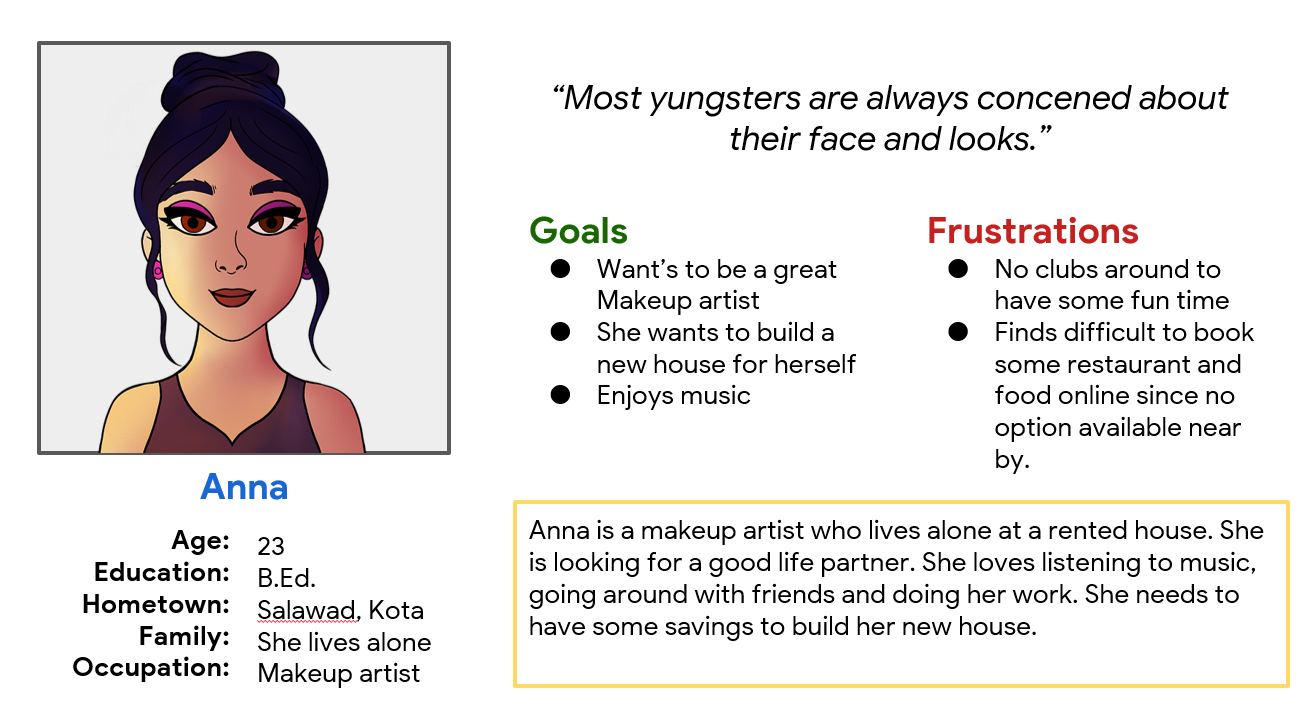 “Most yungsters are always concened about
their face and looks.”
Goals
● Want’s to be a great
Makeup artist
● She wants to build a
new house for herself
● Enjoys music
Frustrations
● No clubs around to
have some fun time
● Finds difficult to book
some restaurant and
food online since no
option available near
by.
Anna
Age: 23
Education: B.Ed.
Hometown: Salawad, Kota
Family: She lives alone
Occupation: Makeup artist
Anna is a makeup artist who lives alone at a rented house. She
is looking for a good life partner. She loves listening to music,
going around with friends and doing her work. She needs to
have some savings to build her new house.